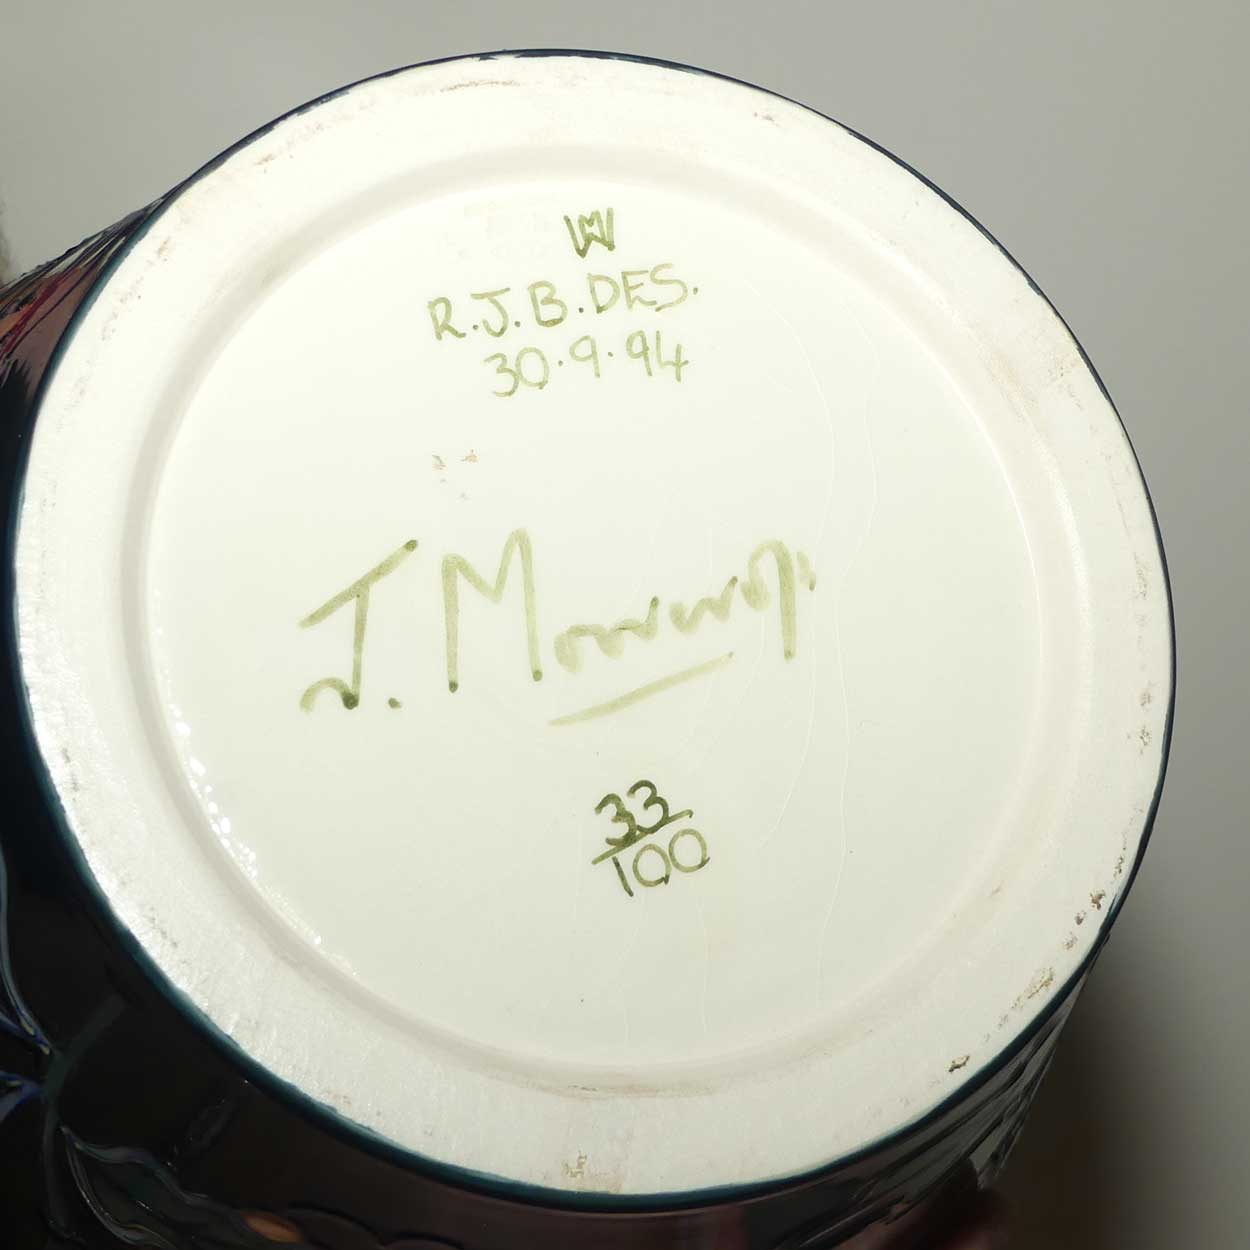 R.J.B. DES.
30.9.94
J. Moorcroft
33
100